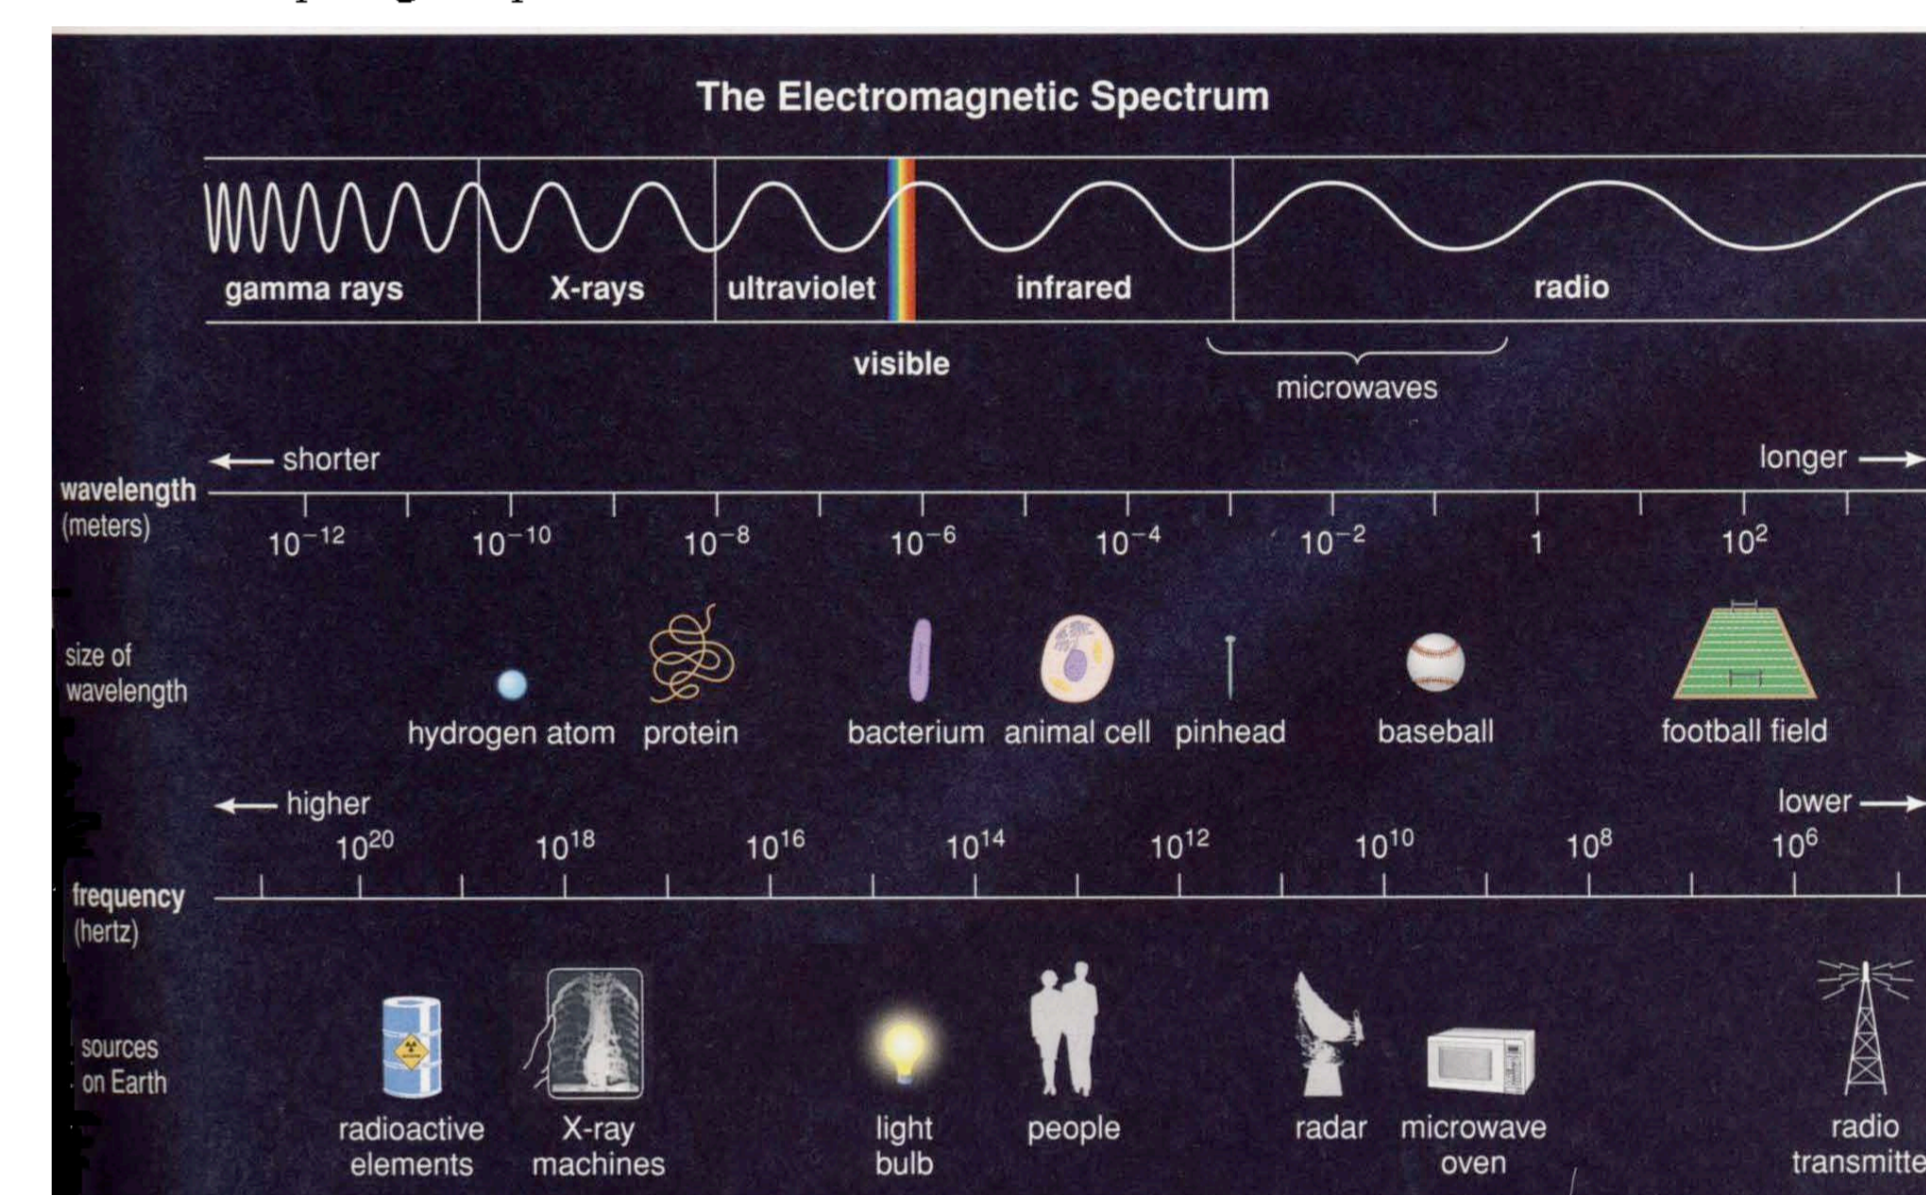 The Electromagnetic Spectrum
gamma rays X-rays ultraviolet infrared radio
visible
microwaves
shorter longer
wavelength
(meters)
10⁻¹² 10⁻¹⁰ 10⁻⁸ 10⁻⁶ 10⁻⁴ 10⁻² 1 10²
size of
wavelength
hydrogen atom protein bacterium animal cell pinhead baseball football field
higher lower
10²⁰ 10¹⁸ 10¹⁶ 10¹⁴ 10¹² 10¹⁰ 10⁸ 10⁶
frequency
(hertz)
sources
on Earth
radioactive X-ray light people radar microwave radio
elements machines bulb oven transmitte